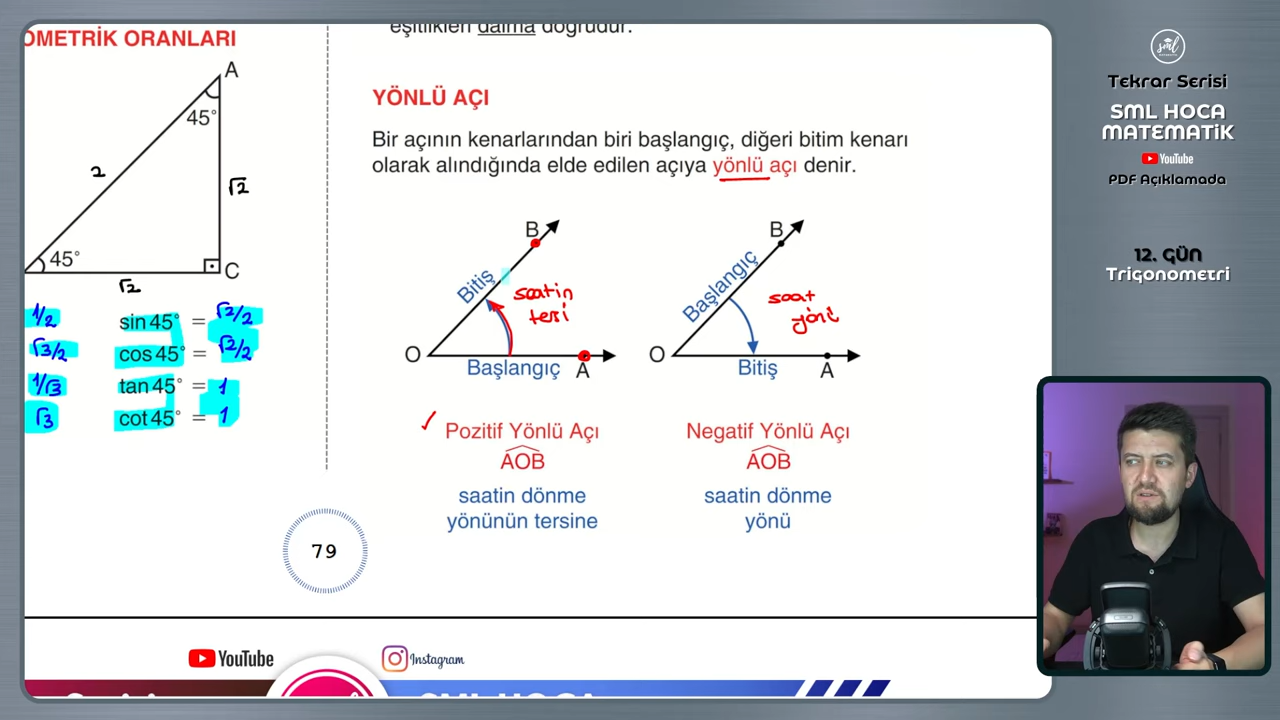 OMETRİK ORANLARI
A
45°
2
√2
45°
C
√2
1/2
sin 45° = √2/2
√3/2
cos 45° = √2/2
1/√3
tan 45° = 1
√3
cot 45° = 1
79
eşitlikleri daima doğrudur.
YÖNLÜ AÇI
Bir açının kenarlarından biri başlangıç, diğeri bitim kenarı
olarak alındığında elde edilen açıya yönlü açı denir.
B
Bitiş
saatin
tersi
O
Başlangıç
A
Pozitif Yönlü Açı
AOB
saatin dönme
yönünün tersine
B
Başlangıç
saat
yönü
O
Bitiş
A
Negatif Yönlü Açı
AOB
saatin dönme
yönü
YouTube
Instagram
SML HOCA
sml
Tekrar Serisi
SML HOCA
MATEMATİK
YouTube
PDF Açıklamada
12. GÜN
Trigonometri